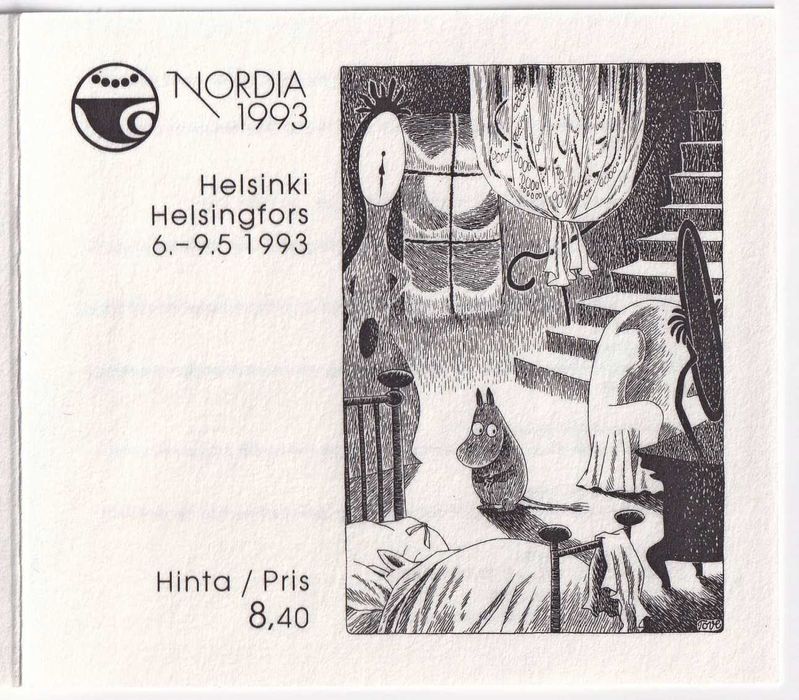 NORDIA
1993
Helsinki
Helsingfors
6.–9.5 1993
Hinta / Pris
8,40
TOVE